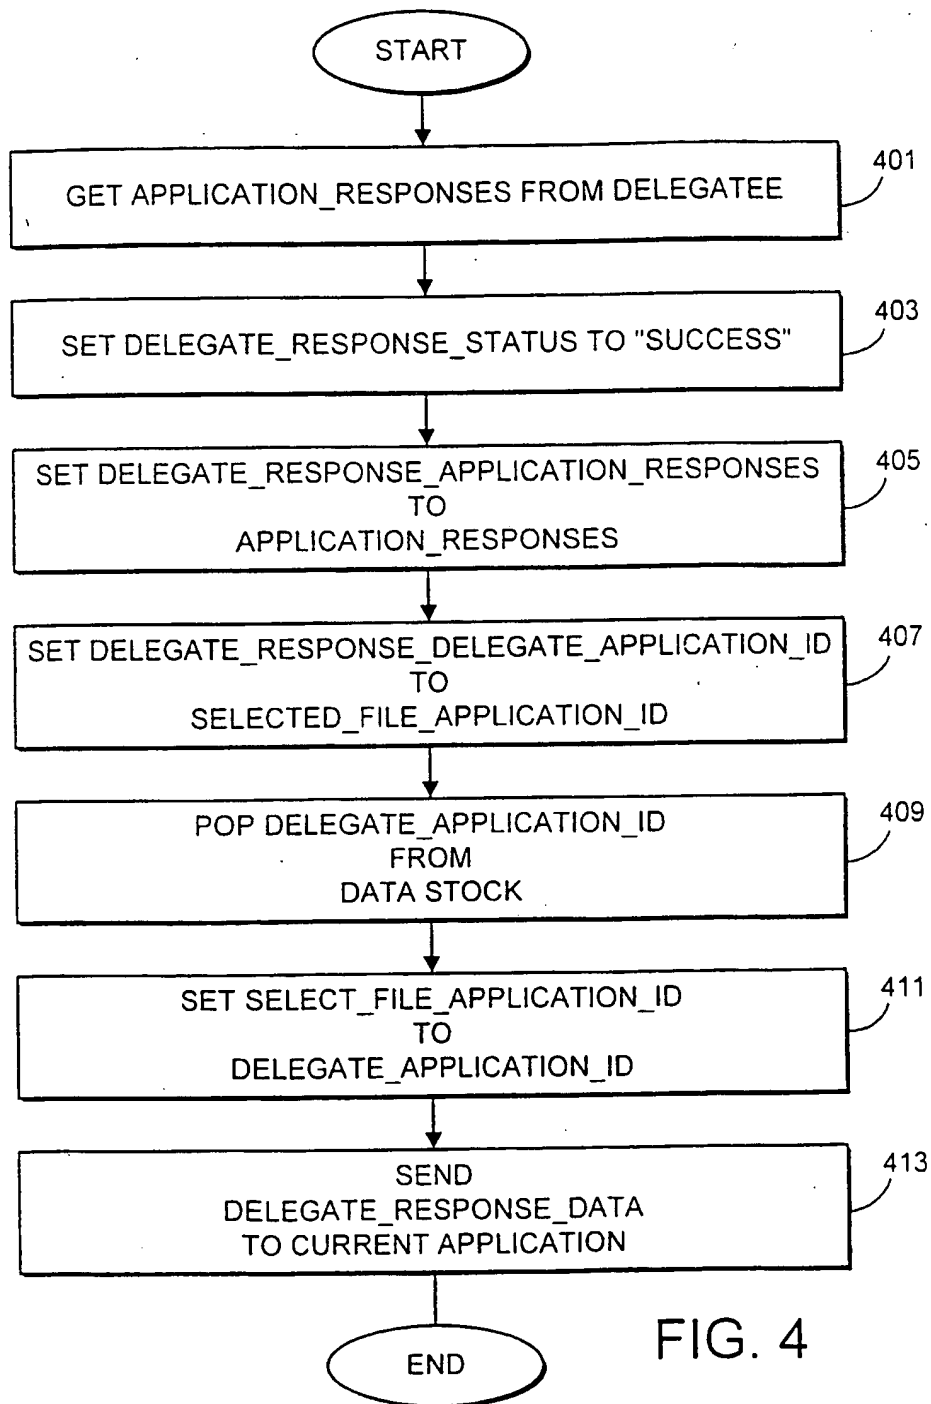 START
GET APPLICATION_RESPONSES FROM DELEGATEE
401
SET DELEGATE_RESPONSE_STATUS TO "SUCCESS"
403
SET DELEGATE_RESPONSE_APPLICATION_RESPONSES
TO
APPLICATION_RESPONSES
405
SET DELEGATE_RESPONSE_DELEGATE_APPLICATION_ID
TO
SELECTED_FILE_APPLICATION_ID
407
POP DELEGATE_APPLICATION_ID
FROM
DATA STOCK
409
SET SELECT_FILE_APPLICATION_ID
TO
DELEGATE_APPLICATION_ID
411
SEND
DELEGATE_RESPONSE_DATA
TO CURRENT APPLICATION
413
END
FIG. 4